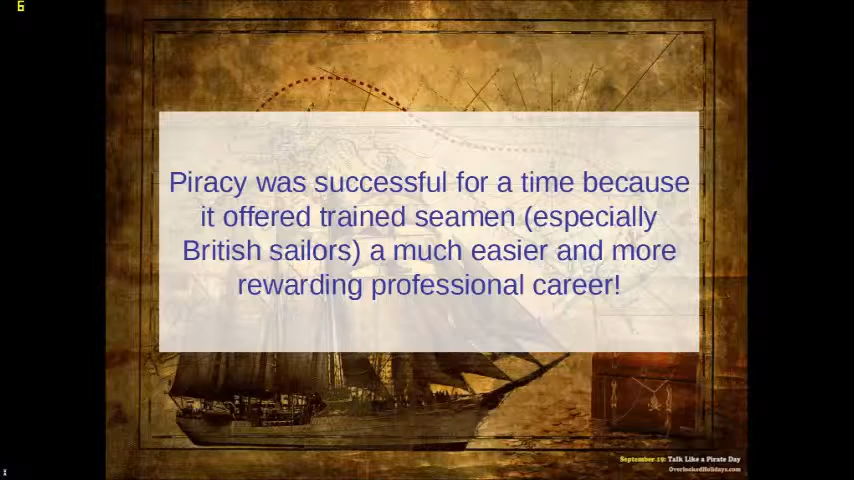 6
Piracy was successful for a time because
it offered trained seamen (especially
British sailors) a much easier and more
rewarding professional career!
September 19: Talk Like a Pirate Day
OverlookedHolidays.com